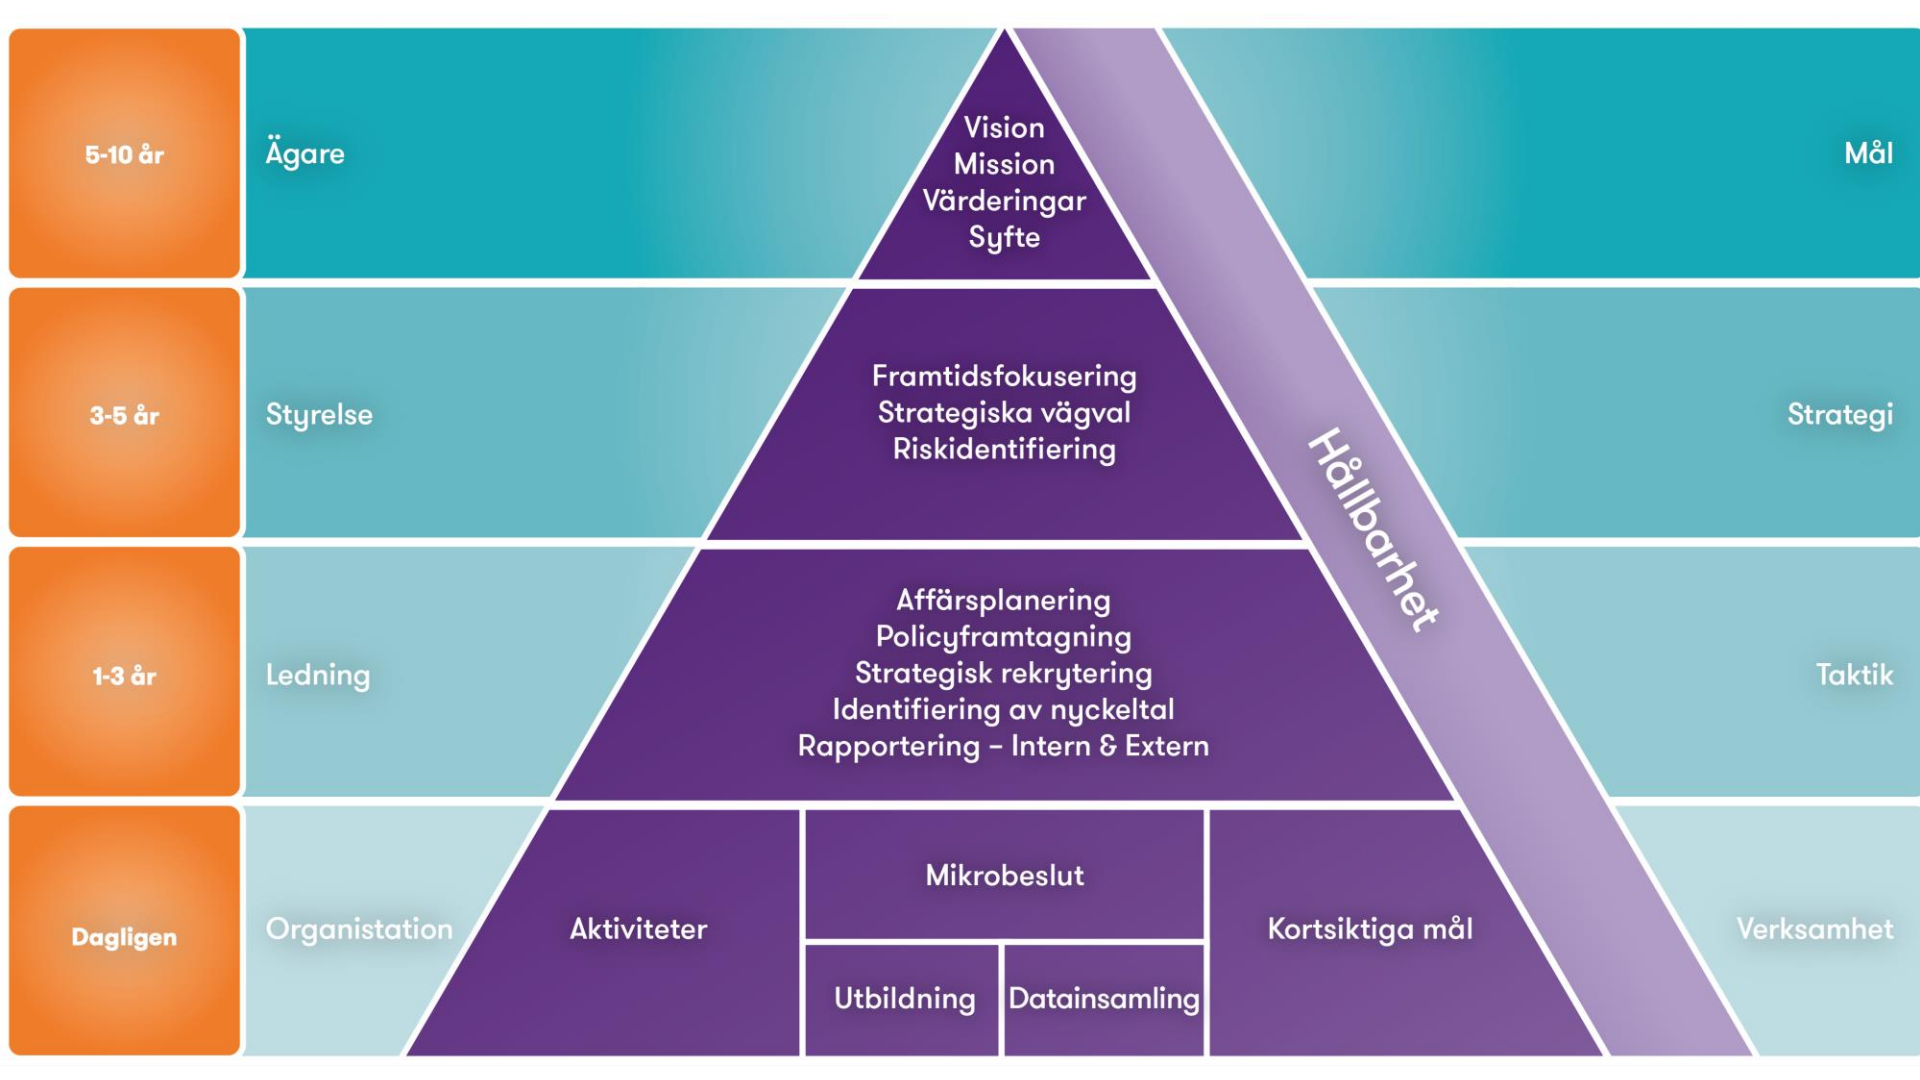 5-10 år
Ägare
Vision
Mission
Värderingar
Syfte
Mål
3-5 år
Styrelse
Framtidsfokusering
Strategiska vägval
Riskidentifiering
Strategi
Hållbarhet
1-3 år
Ledning
Affärsplanering
Policyframtagning
Strategisk rekrytering
Identifiering av nyckeltal
Rapportering – Intern & Extern
Taktik
Dagligen
Organistation
Aktiviteter
Mikrobeslut
Utbildning
Datainsamling
Kortsiktiga mål
Verksamhet